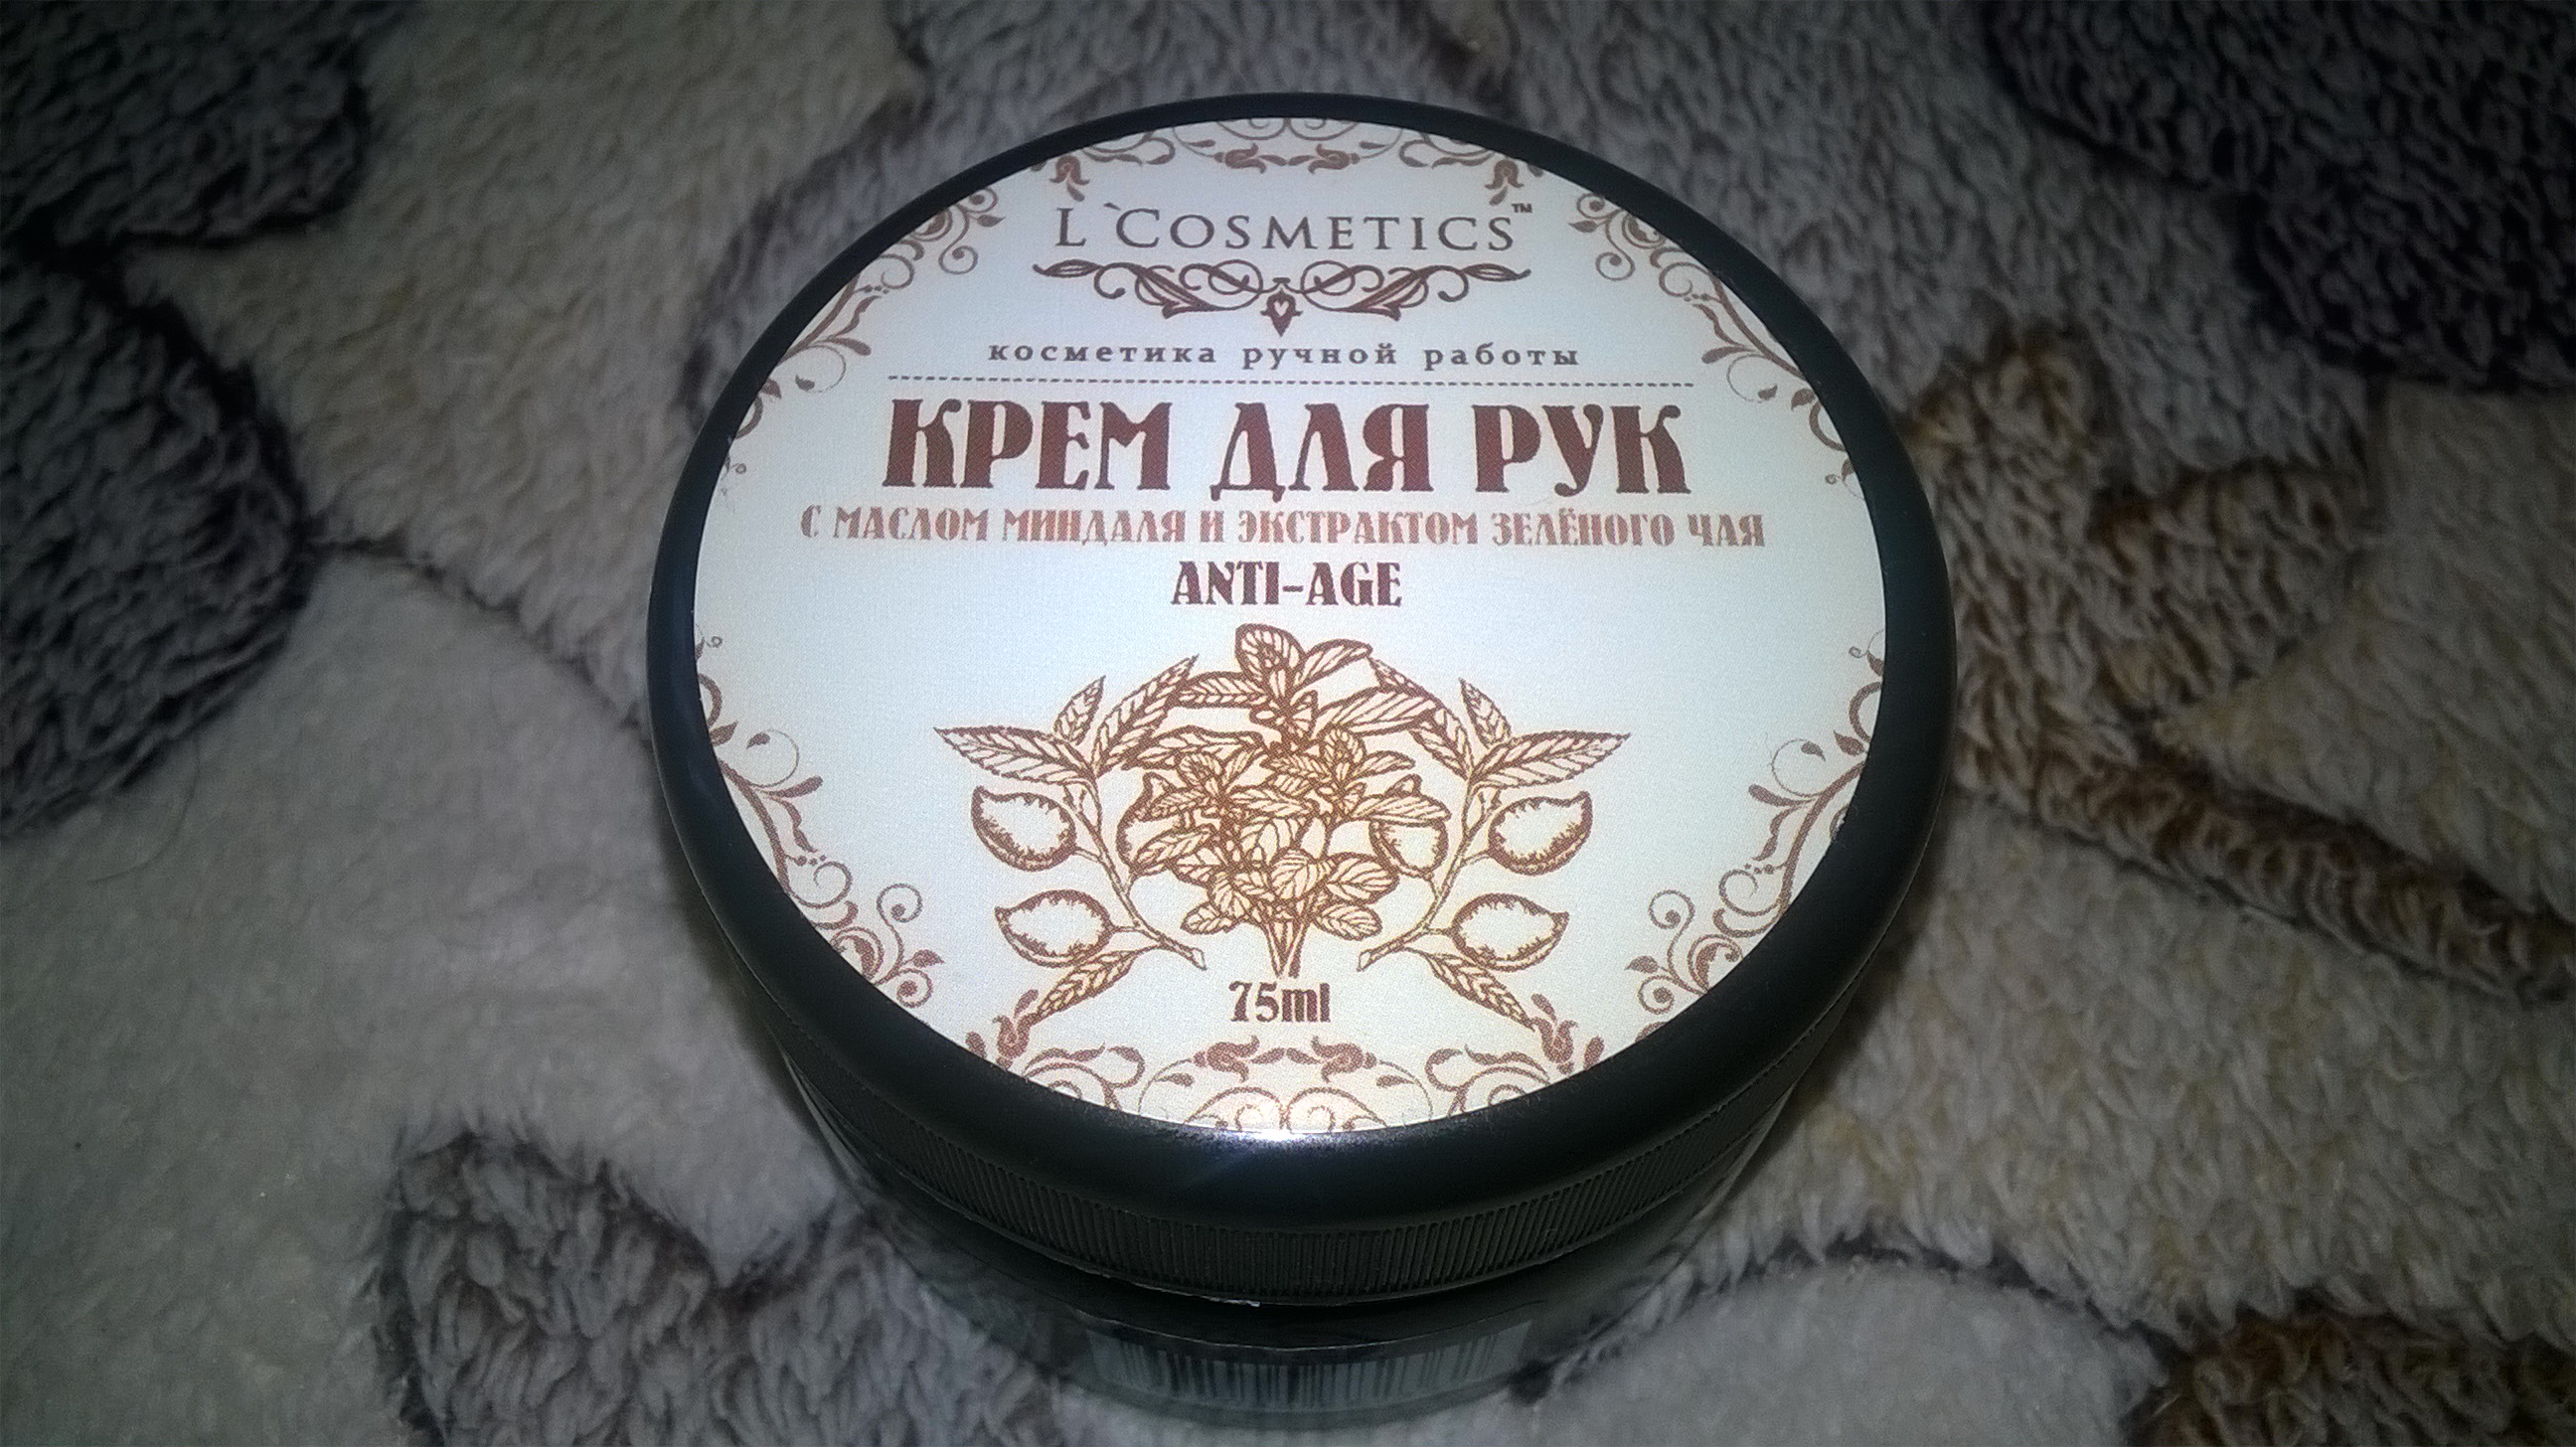 L`COSMETICS™
косметика ручной работы
КРЕМ ДЛЯ РУК
С МАСЛОМ МИНДАЛЯ И ЭКСТРАКТОМ ЗЕЛЁНОГО ЧАЯ
ANTI-AGE
75ml